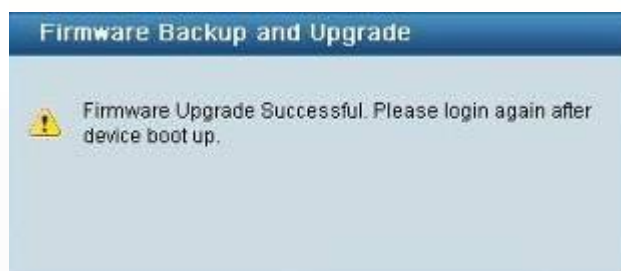 Firmware Backup and Upgrade
Firmware Upgrade Successful. Please login again after
device boot up.